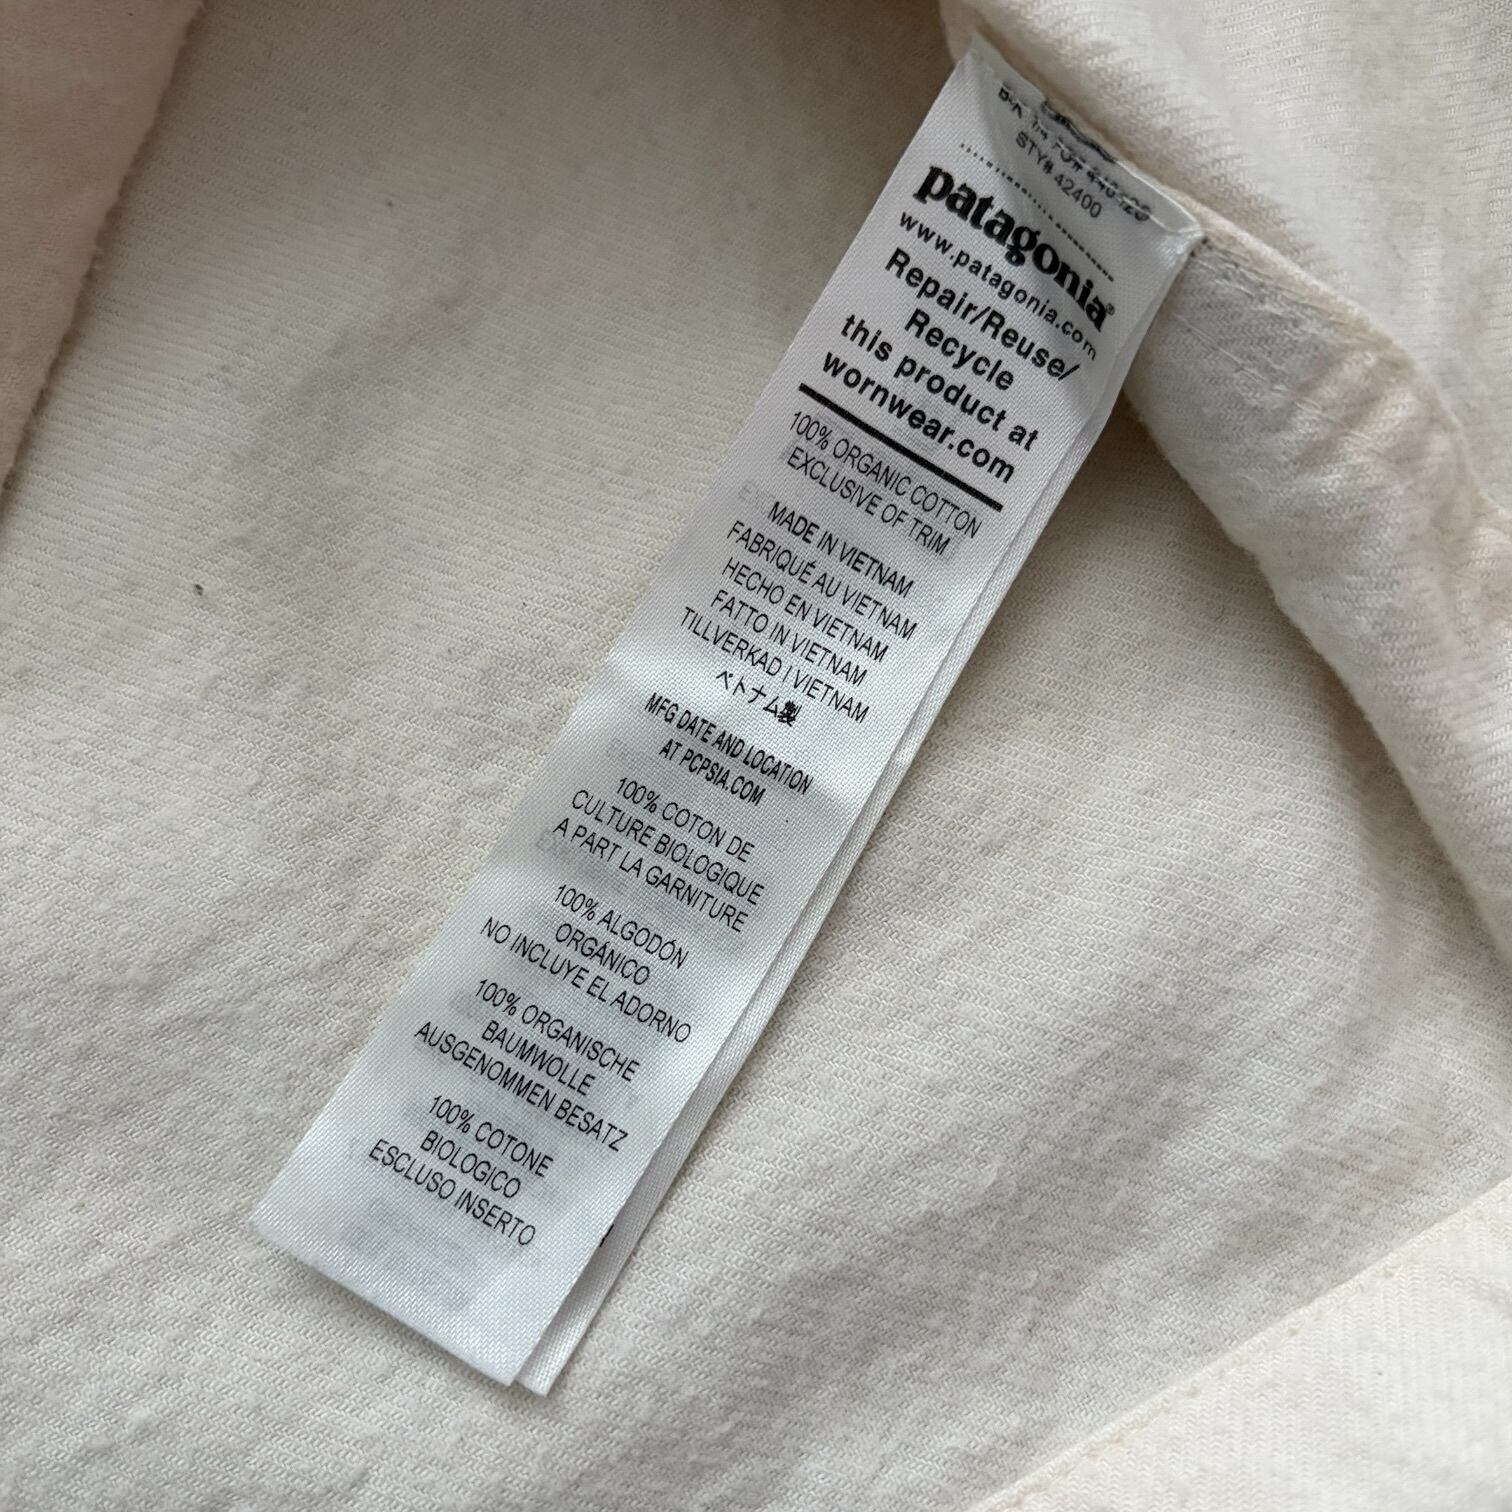 STY# 42400
patagonia®
www.patagonia.com
Repair/Reuse/
Recycle
this product at
wornwear.com
100% ORGANIC COTTON
EXCLUSIVE OF TRIM
MADE IN VIETNAM
FABRIQUÉ AU VIETNAM
HECHO EN VIETNAM
FATTO IN VIETNAM
TILLVERKAD I VIETNAM
ベトナム製
MFG DATE AND LOCATION
AT PCPSIA.COM
100% COTON DE
CULTURE BIOLOGIQUE
A PART LA GARNITURE
100% ALGODÓN
ORGÁNICO
NO INCLUYE EL ADORNO
100% ORGANISCHE
BAUMWOLLE
AUSGENOMMEN BESATZ
100% COTONE
BIOLOGICO
ESCLUSO INSERTO